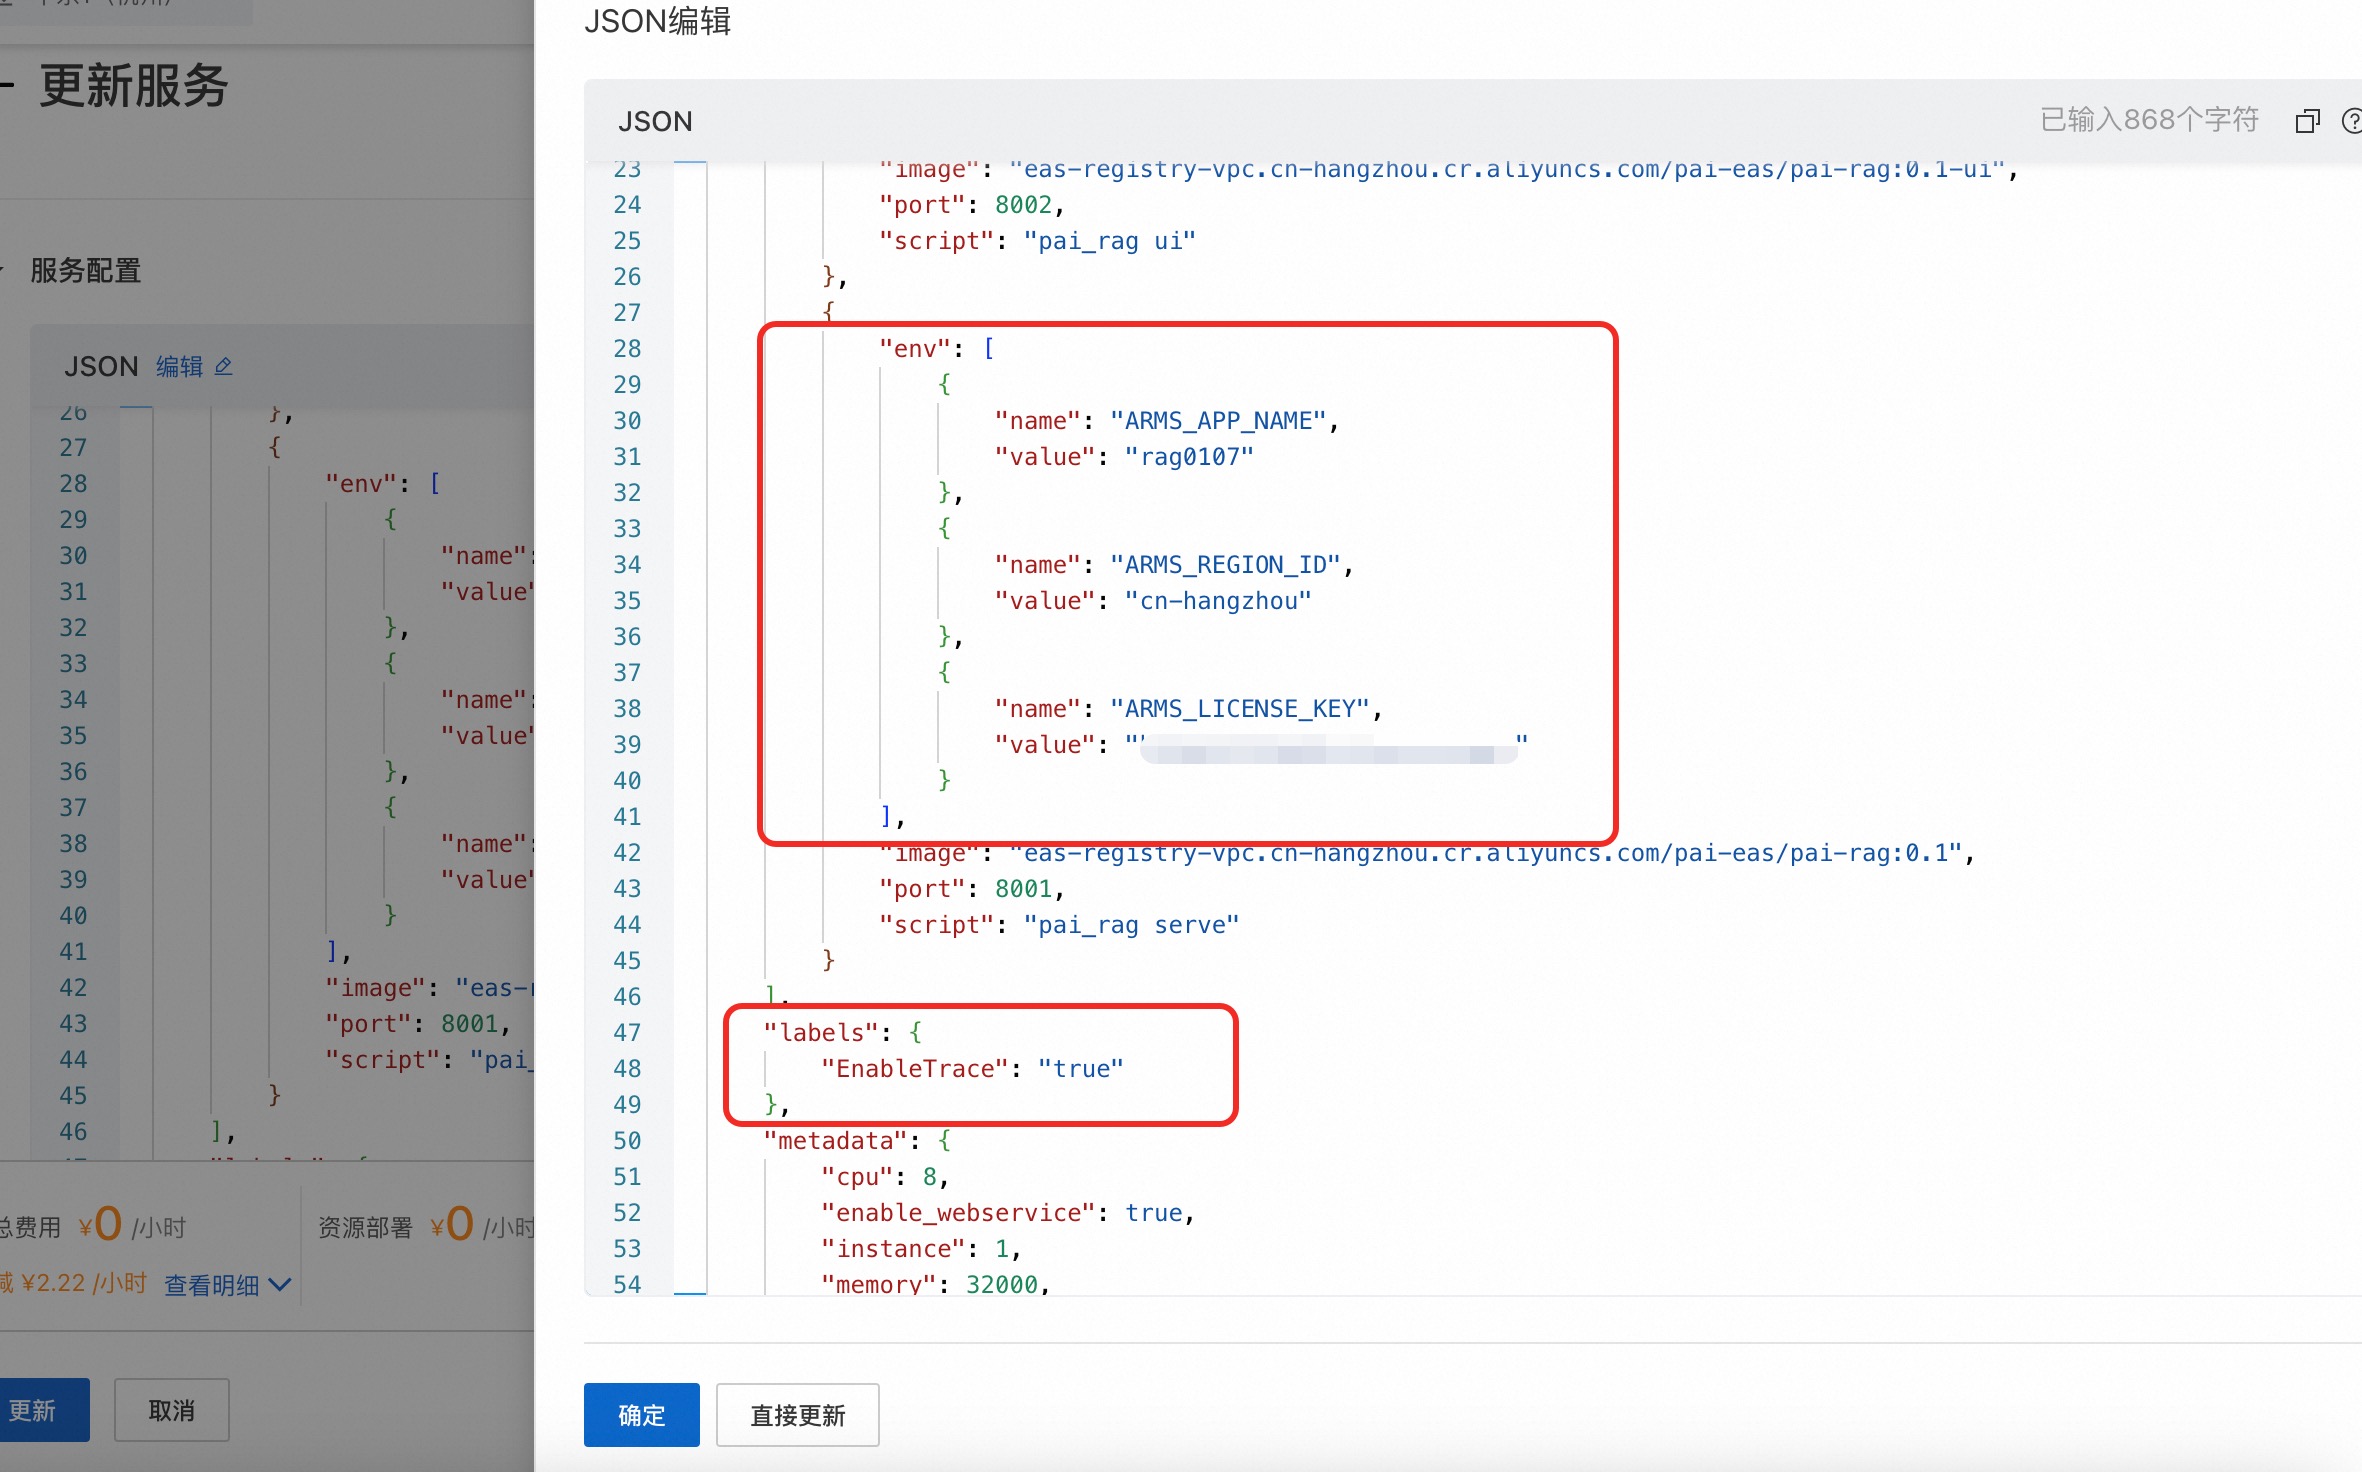 更新服务
服务配置
JSON 编辑
26 },
27 {
28 "env": [
29 {
30 "name":
31 "value"
32 },
33 {
34 "name":
35 "value"
36 },
37 {
38 "name":
39 "value"
40 }
41 ],
42 "image": "eas-
43 "port": 8001,
44 "script": "pai_
45 }
46 ],
总费用 ¥0 /小时
资源部署 ¥0 /小时
减 ¥2.22 /小时 查看明细
更新 取消
JSON编辑
JSON 已输入868个字符
23 "image": "eas-registry-vpc.cn-hangzhou.cr.aliyuncs.com/pai-eas/pai-rag:0.1-ui",
24 "port": 8002,
25 "script": "pai_rag ui"
26 },
27 {
28 "env": [
29 {
30 "name": "ARMS_APP_NAME",
31 "value": "rag0107"
32 },
33 {
34 "name": "ARMS_REGION_ID",
35 "value": "cn-hangzhou"
36 },
37 {
38 "name": "ARMS_LICENSE_KEY",
39 "value": " "
40 }
41 ],
42 "image": "eas-registry-vpc.cn-hangzhou.cr.aliyuncs.com/pai-eas/pai-rag:0.1",
43 "port": 8001,
44 "script": "pai_rag serve"
45 }
46 ],
47 "labels": {
48 "EnableTrace": "true"
49 },
50 "metadata": {
51 "cpu": 8,
52 "enable_webservice": true,
53 "instance": 1,
54 "memory": 32000,
确定 直接更新